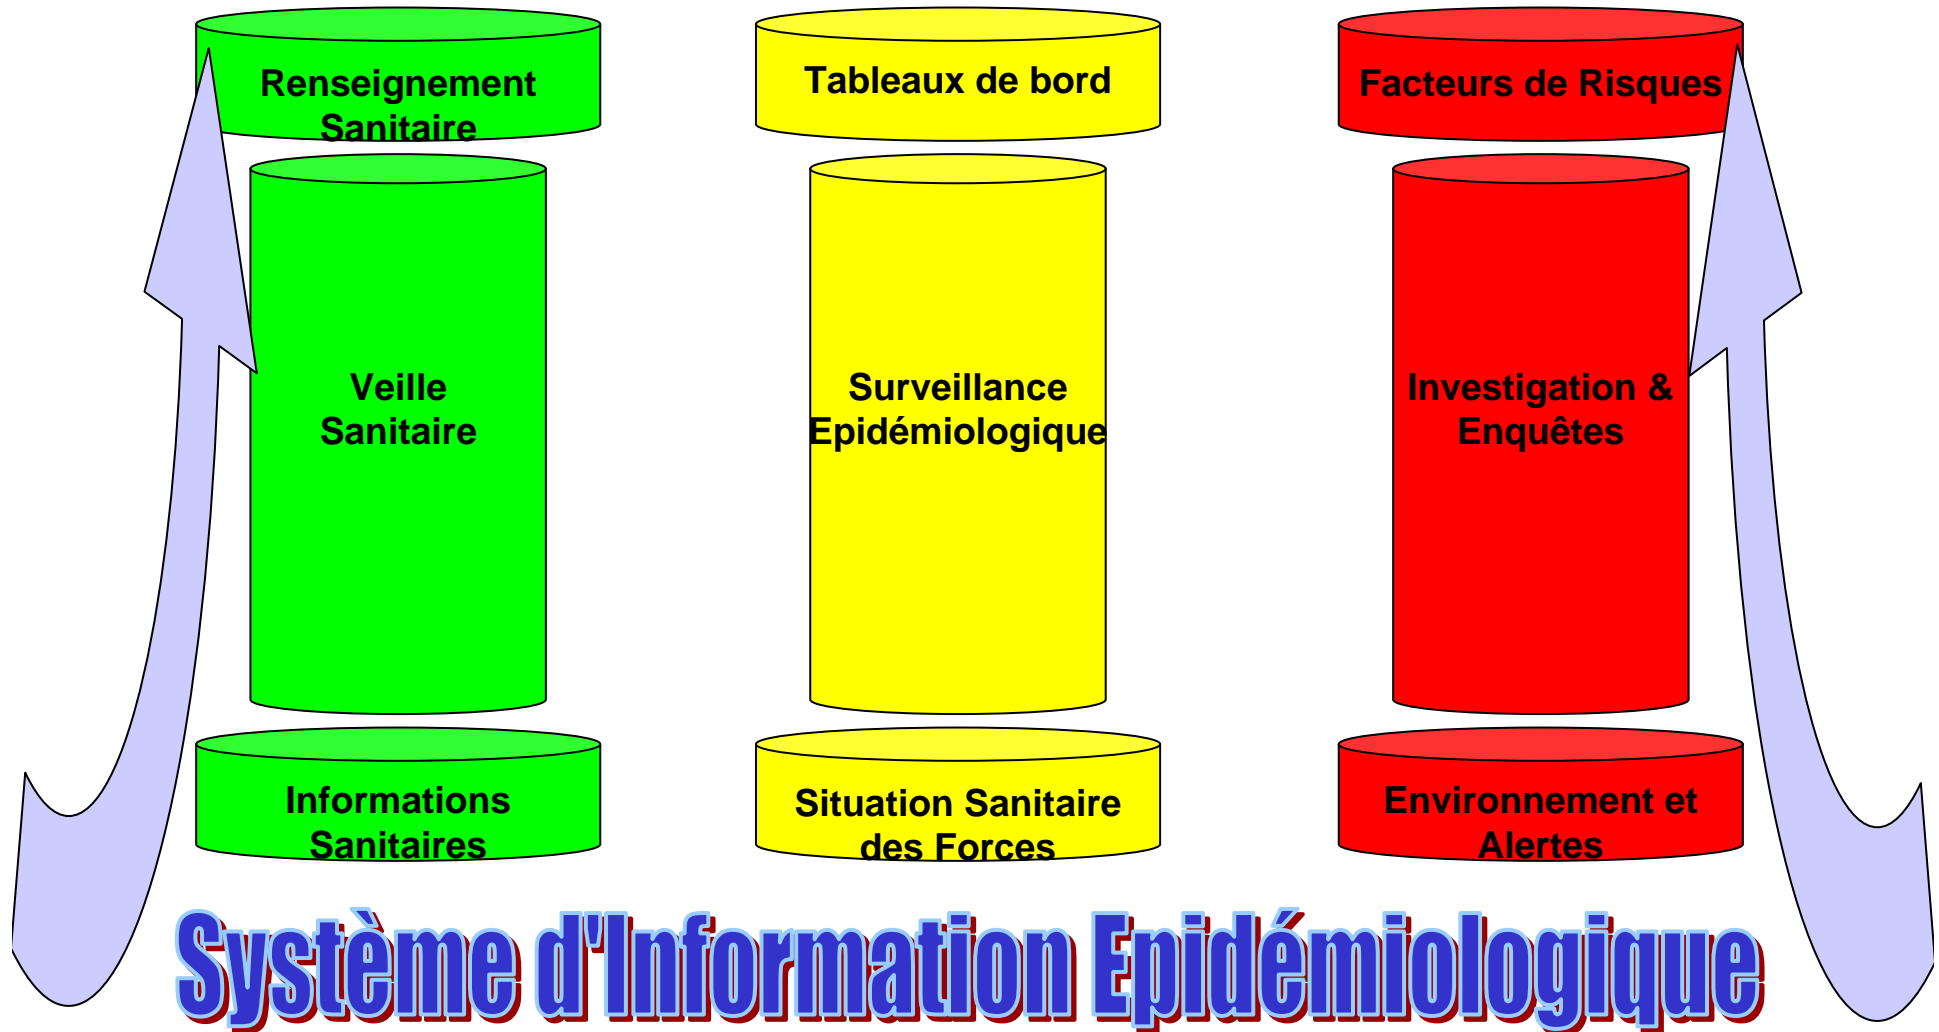 Renseignement
Sanitaire
Tableaux de bord
Facteurs de Risques
Veille
Sanitaire
Surveillance
Epidémiologique
Investigation &
Enquêtes
Informations
Sanitaires
Situation Sanitaire
des Forces
Environnement et
Alertes
Système d'Information Epidémiologique